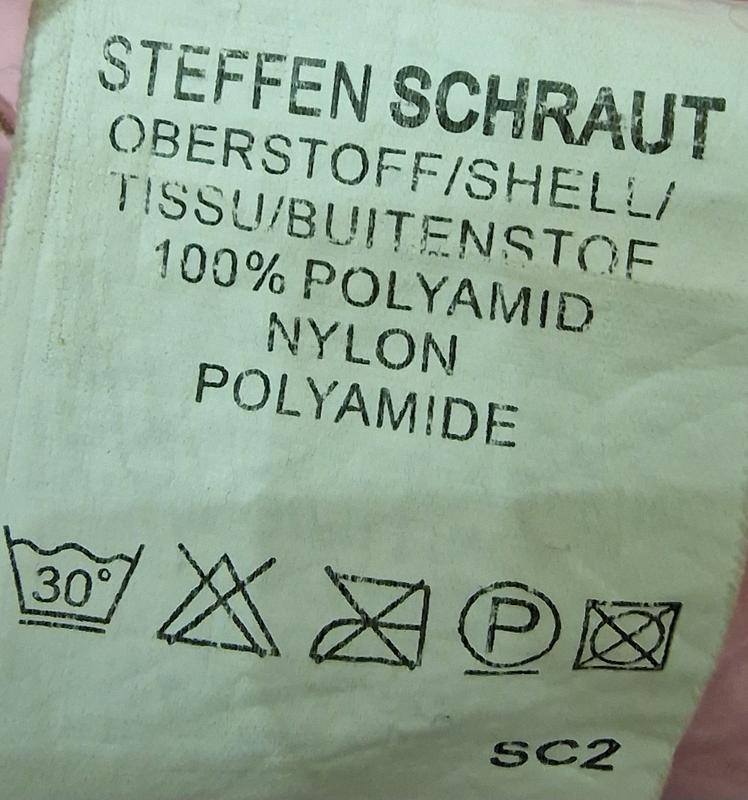 STEFFEN SCHRAUT
OBERSTOFF/SHELL/
TISSU/BUITENSTOF
100% POLYAMID
NYLON
POLYAMIDE
30°
P
SC2